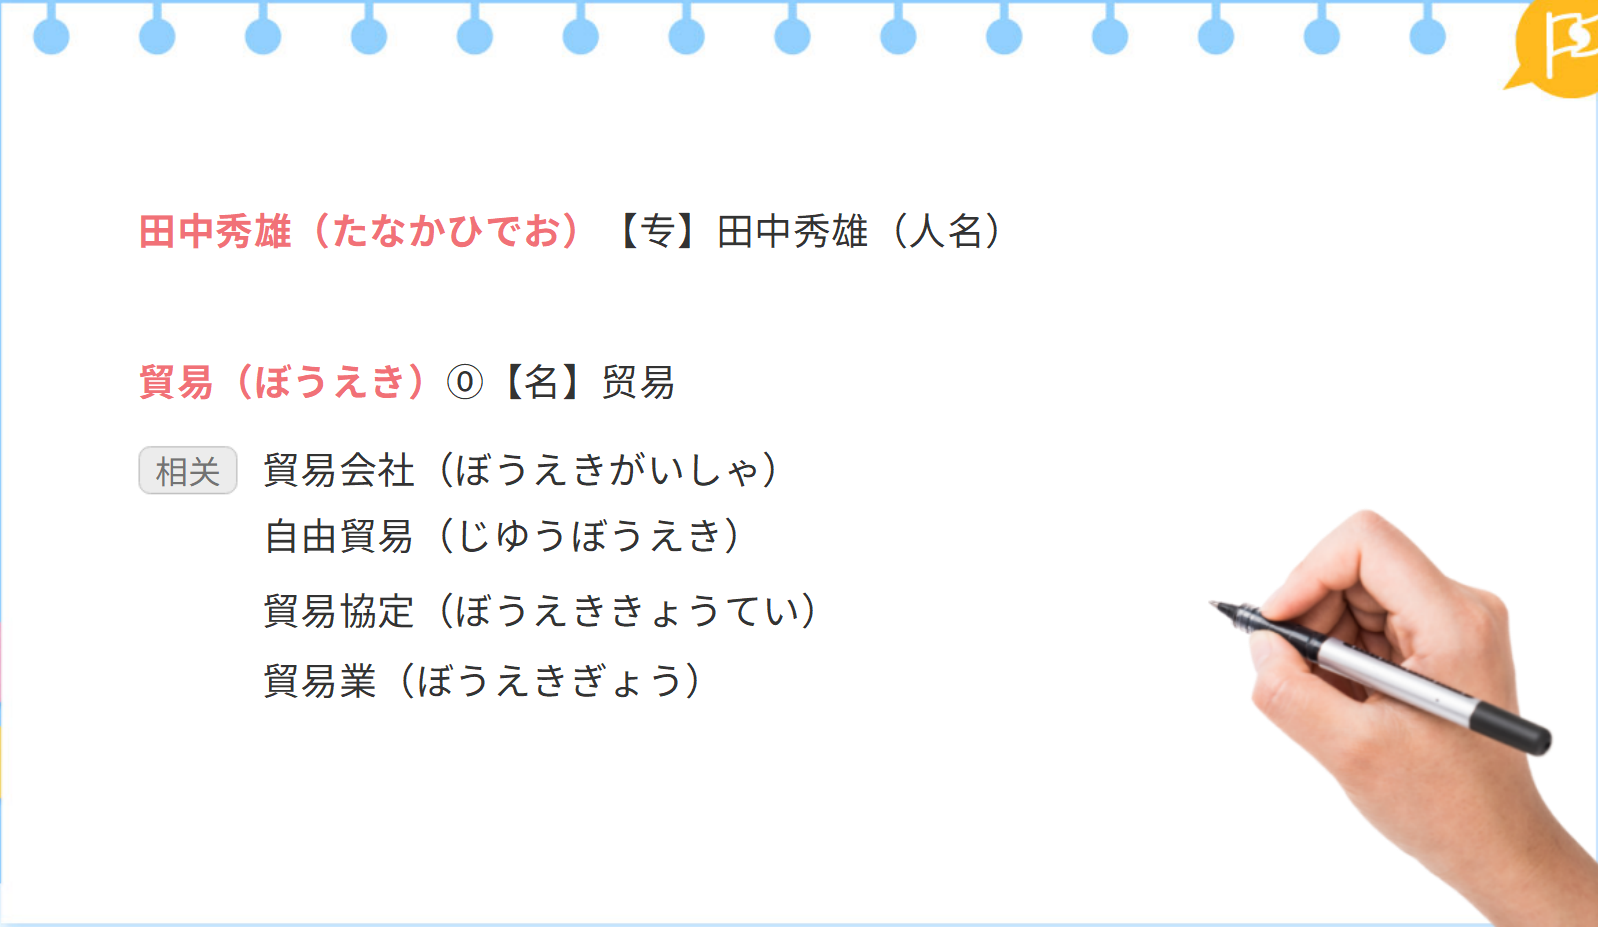 田中秀雄（たなかひでお）【专】田中秀雄（人名）
貿易（ぼうえき）⓪【名】贸易
相关 貿易会社（ぼうえきがいしゃ）
自由貿易（じゆうぼうえき）
貿易協定（ぼうえききょうてい）
貿易業（ぼうえきぎょう）